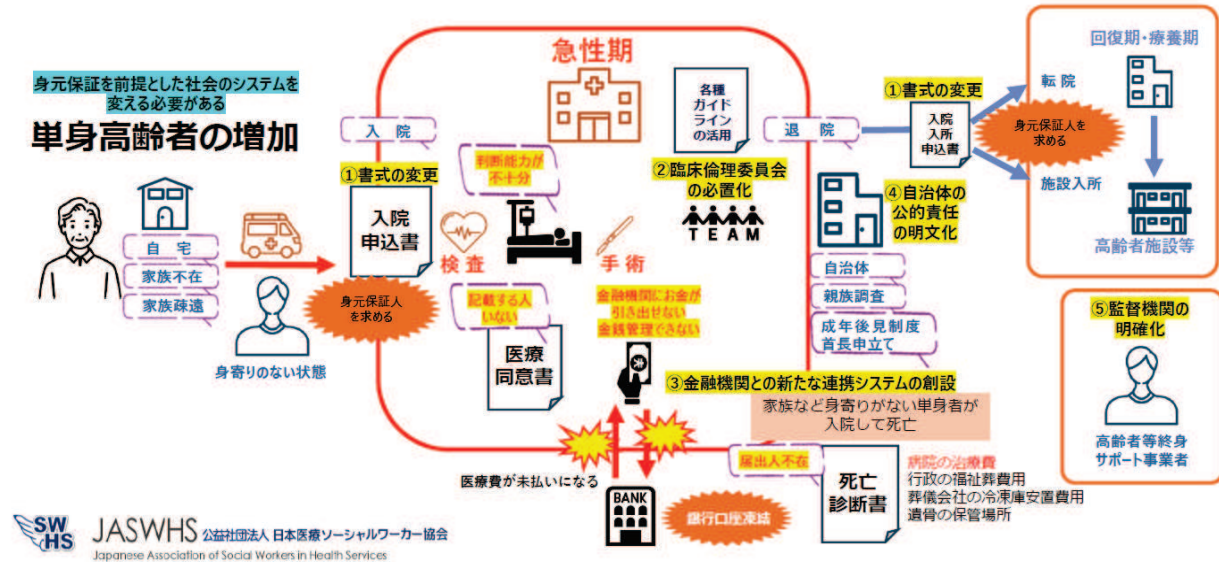 身元保証を前提とした社会のシステムを
変える必要がある
単身高齢者の増加
自宅
家族不在
家族疎遠
身寄りのない状態
急性期
入院
①書式の変更
入院
申込書
身元保証人
を求める
判断能力が
不十分
検査
手術
記載する人
いない
医療
同意書
金融機関にお金が
引き出せない
金銭管理できない
各種
ガイド
ライン
の活用
②臨床倫理委員会
の必置化
TEAM
退院
④自治体の
公的責任
の明文化
自治体
親族調査
成年後見制度
首長申立て
③金融機関との新たな連携システムの創設
家族など身寄りがない単身者が
入院して死亡
医療費が未払いになる
BANK
銀行口座凍結
届出人不在
死亡
診断書
病院の治療費
行政の福祉葬費用
葬儀会社の冷凍庫安置費用
遺骨の保管場所
①書式の変更
入院
入所
申込書
身元保証人を
求める
回復期・療養期
転院
施設入所
高齢者施設等
⑤監督機関の
明確化
高齢者等終身
サポート事業者
SW
HS
JASWHS 公益社団法人 日本医療ソーシャルワーカー協会
Japanese Association of Social Workers in Health Services